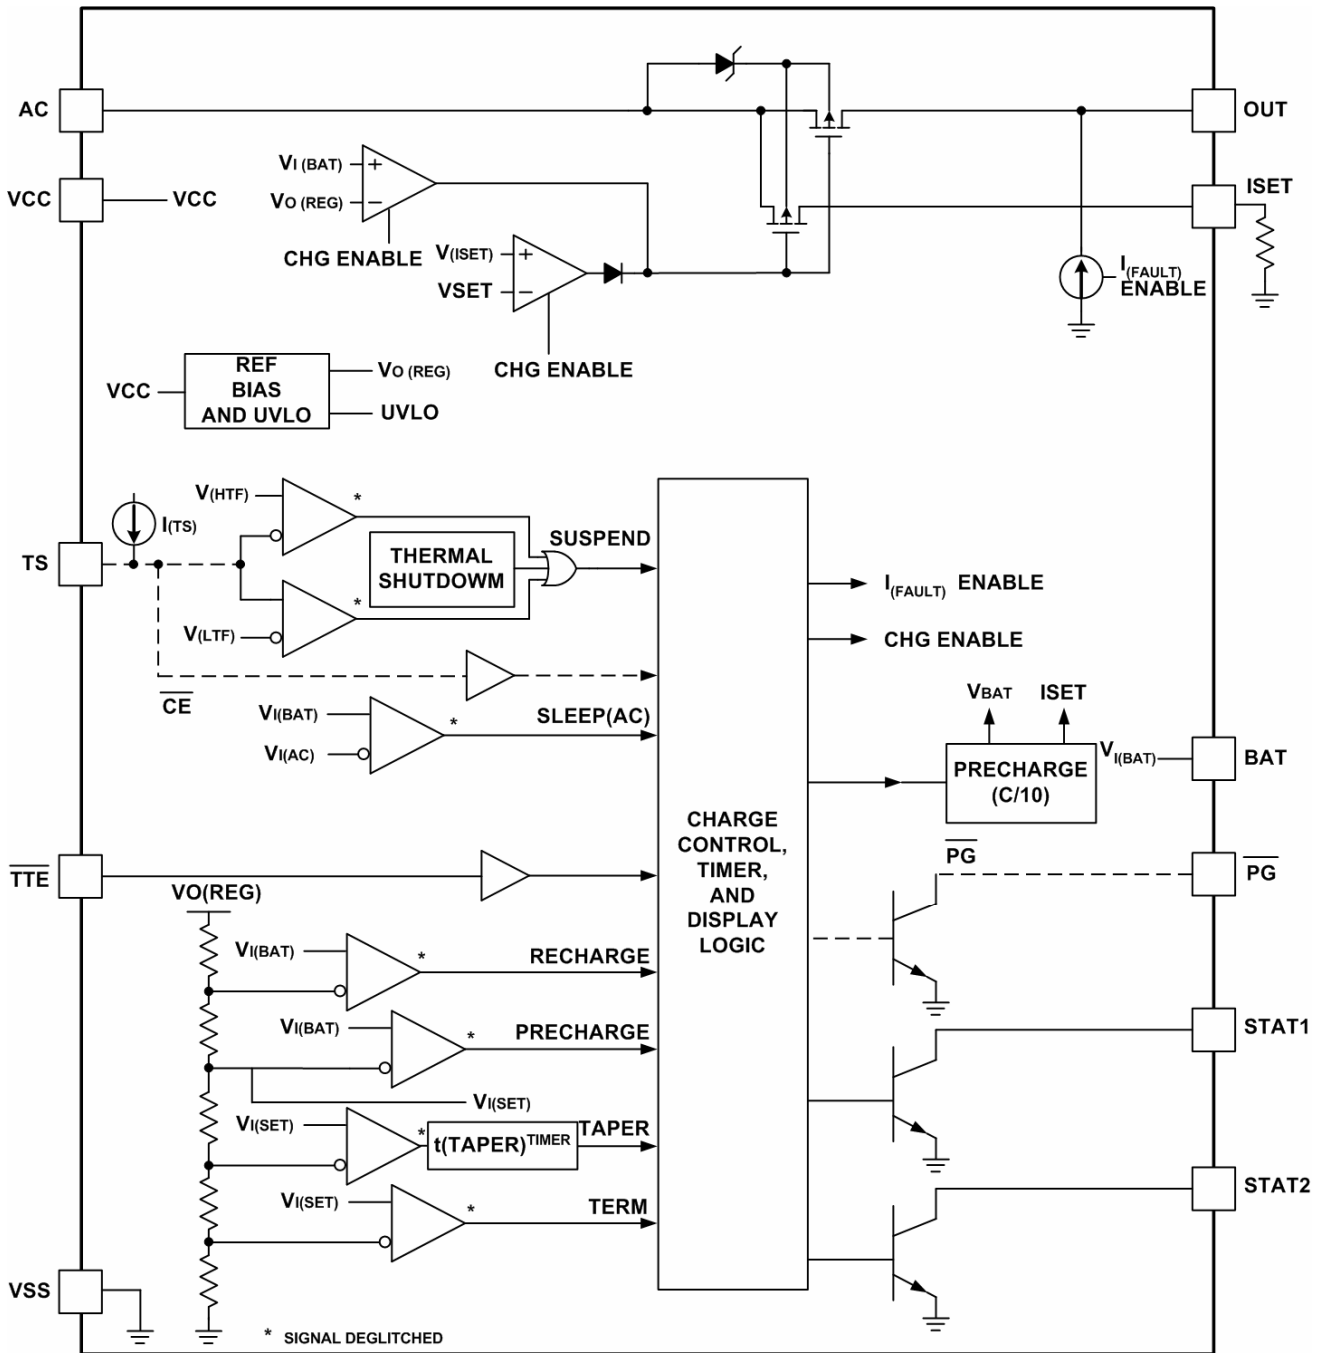 AC
OUT
VI (BAT)
+
VCC
VCC
ISET
VO (REG)
−
CHG ENABLE
V(ISET)
+
VSET
−
I(FAULT)
ENABLE
CHG ENABLE
REF
BIAS
AND UVLO
VCC
VO (REG)
UVLO
V(HTF)
*
I(TS)
SUSPEND
TS
THERMAL
SHUTDOWM
I(FAULT) ENABLE
*
V(LTF)
CHG ENABLE
CE
VBAT
ISET
VI(BAT)
*
SLEEP(AC)
VI(AC)
VI(BAT)
BAT
PRECHARGE
(C/10)
CHARGE
CONTROL,
TIMER,
AND
DISPLAY
LOGIC
PG
PG
TTE
VO(REG)
VI(BAT)
*
RECHARGE
VI(BAT)
*
PRECHARGE
STAT1
VI(SET)
VI(SET)
*
t(TAPER)TIMER
TAPER
VI(SET)
*
TERM
STAT2
VSS
* SIGNAL DEGLITCHED